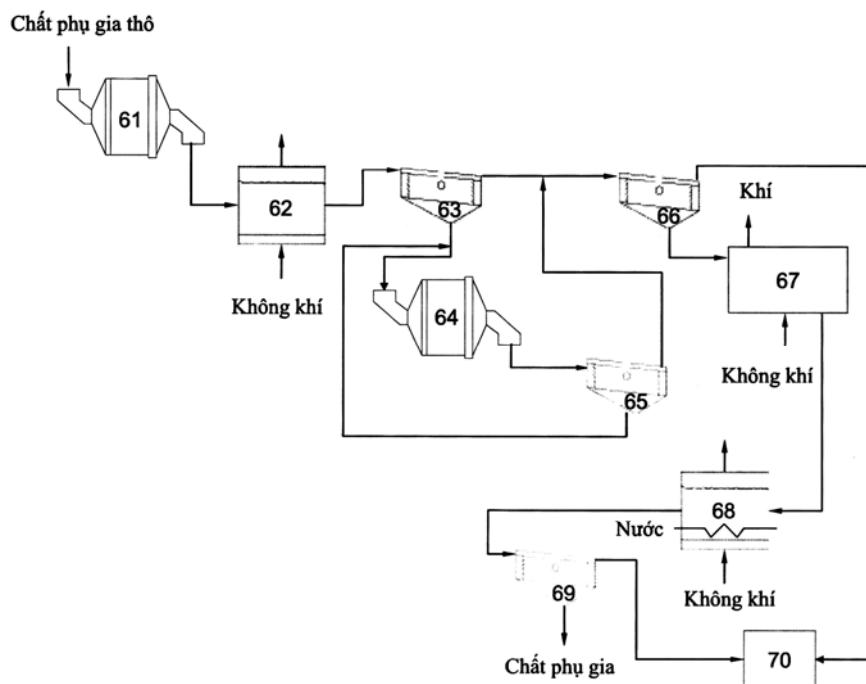 Chất phụ gia thô
61
62
63
66
Khí
67
Không khí
64
65
Không khí
68
Nước
69
Không khí
Chất phụ gia
70